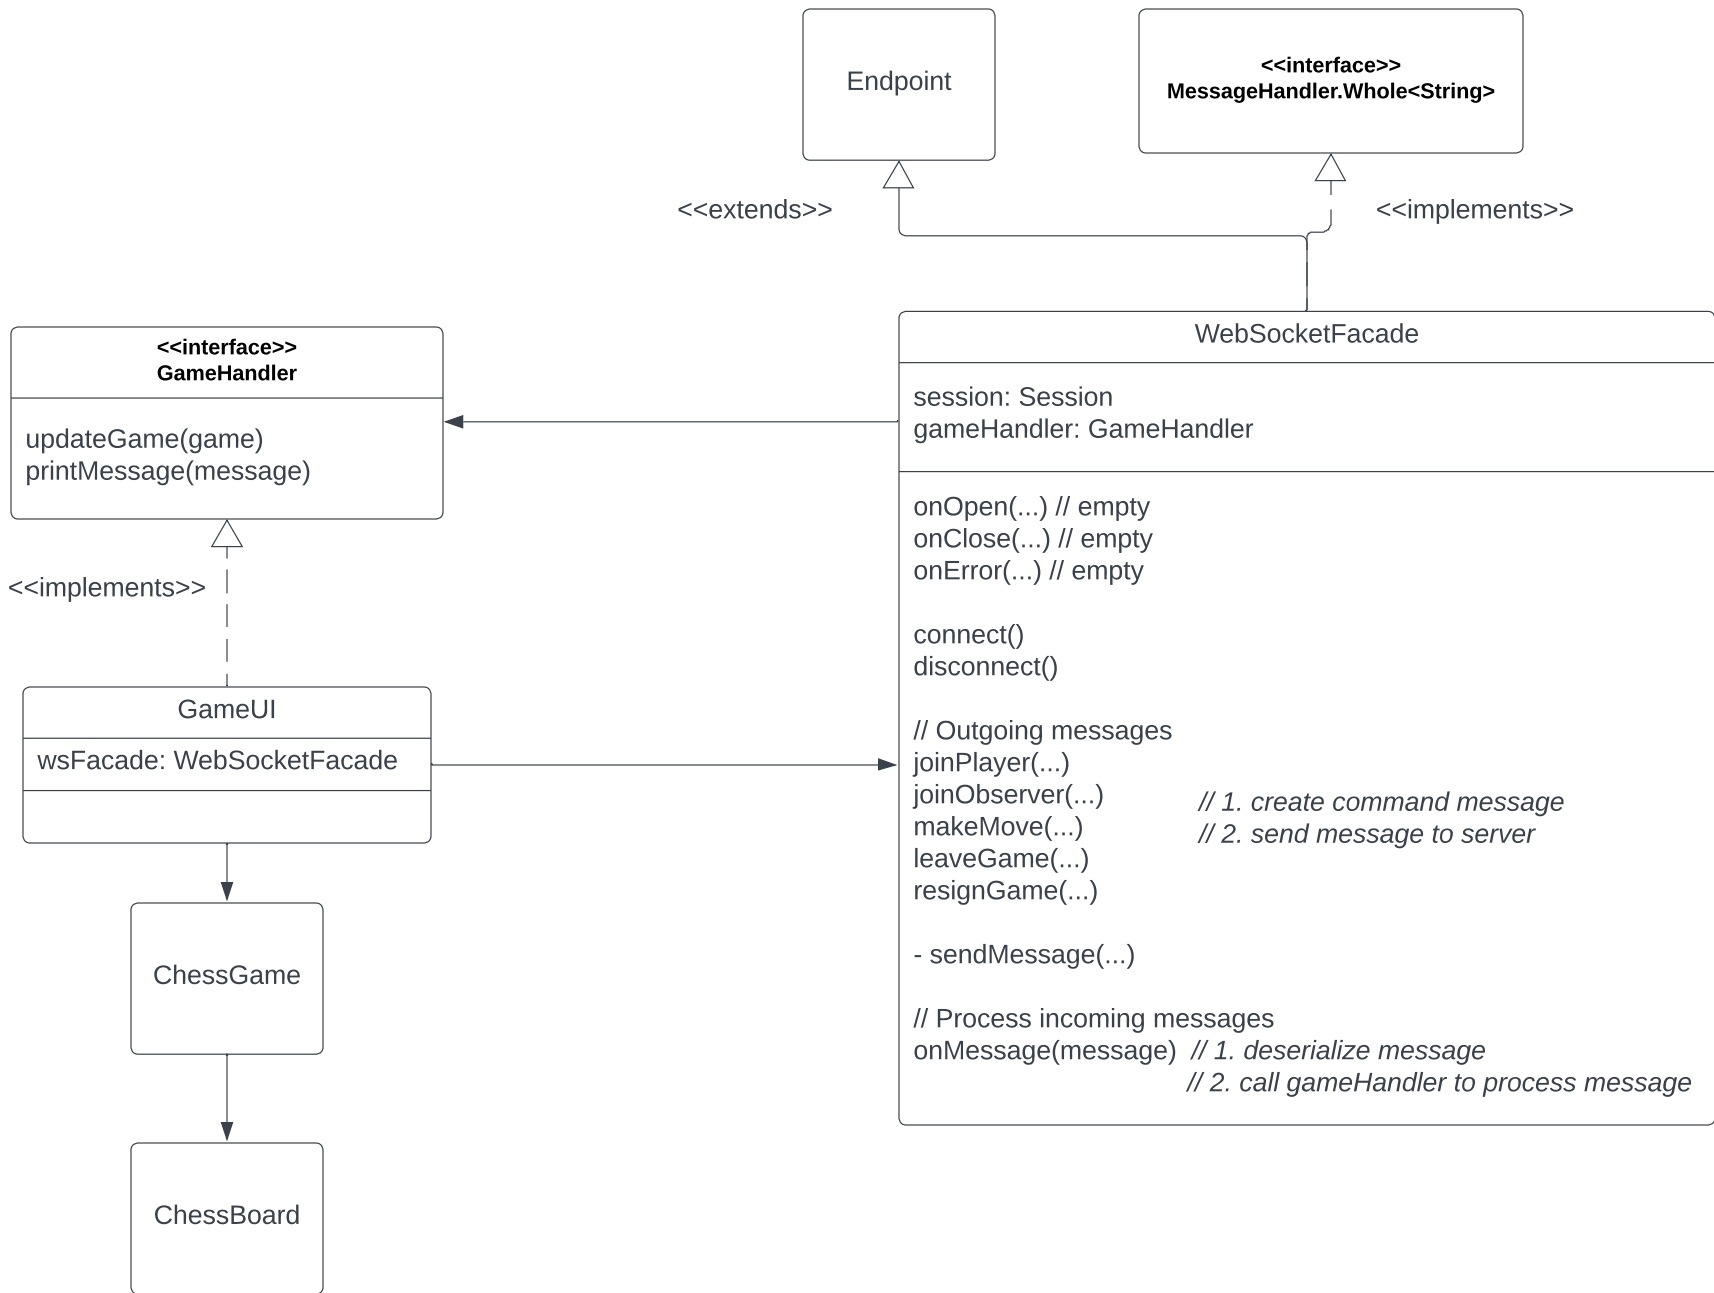 Endpoint
<<interface>>
MessageHandler.Whole<String>
<<extends>>
<<implements>>
<<interface>>
GameHandler
updateGame(game)
printMessage(message)
<<implements>>
GameUI
wsFacade: WebSocketFacade
ChessGame
ChessBoard
WebSocketFacade
session: Session
gameHandler: GameHandler
onOpen(...) // empty
onClose(...) // empty
onError(...) // empty
connect()
disconnect()
// Outgoing messages
joinPlayer(...)
joinObserver(...)
makeMove(...)
leaveGame(...)
resignGame(...)
// 1. create command message
// 2. send message to server
- sendMessage(...)
// Process incoming messages
onMessage(message) // 1. deserialize message
// 2. call gameHandler to process message